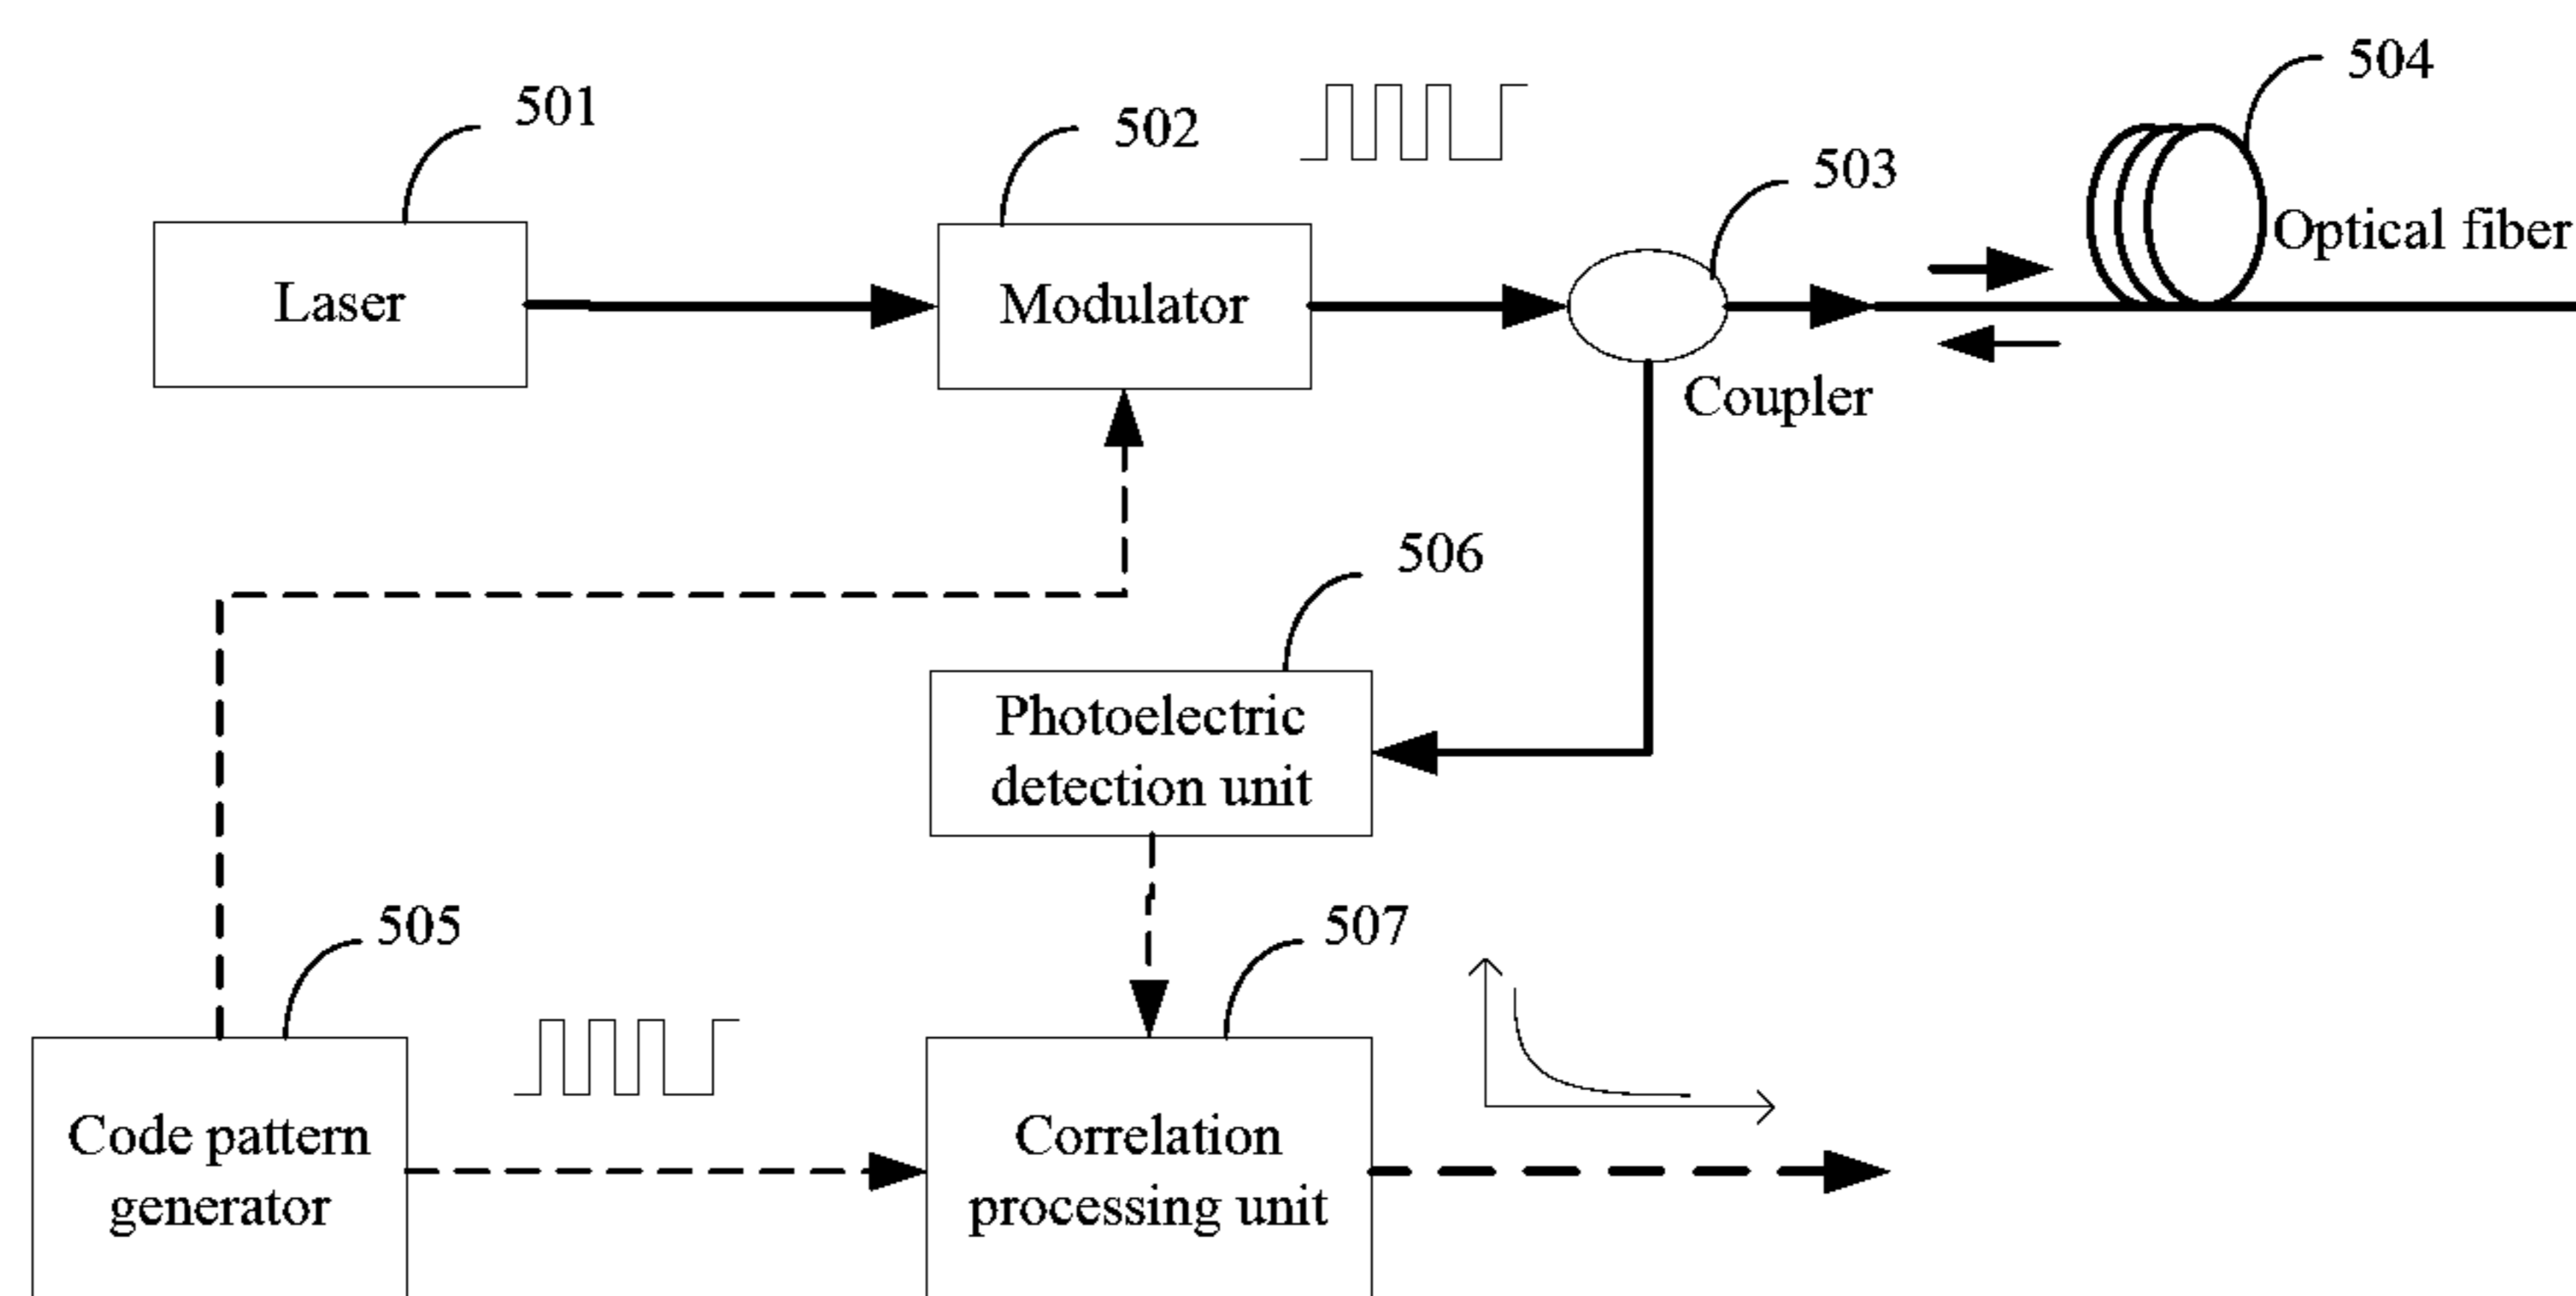 501
502
503
504
Laser
Modulator
Optical fiber
Coupler
506
Photoelectric
detection unit
505
507
Code pattern
generator
Correlation
processing unit